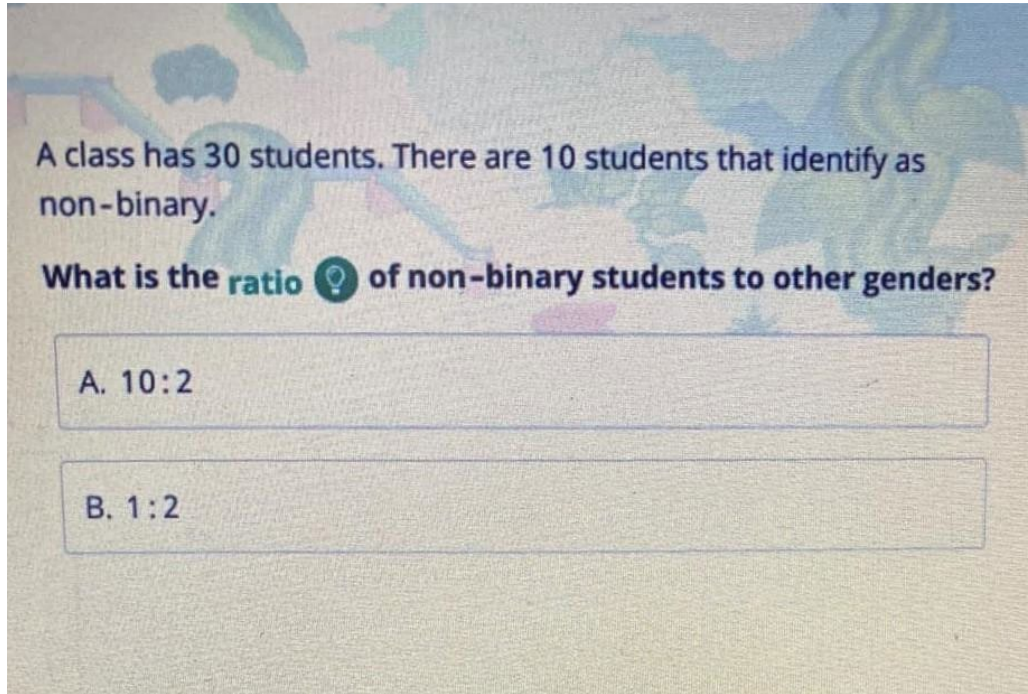 A class has 30 students. There are 10 students that identify as
non-binary.
What is the ratio of non-binary students to other genders?
A. 10:2
B. 1:2